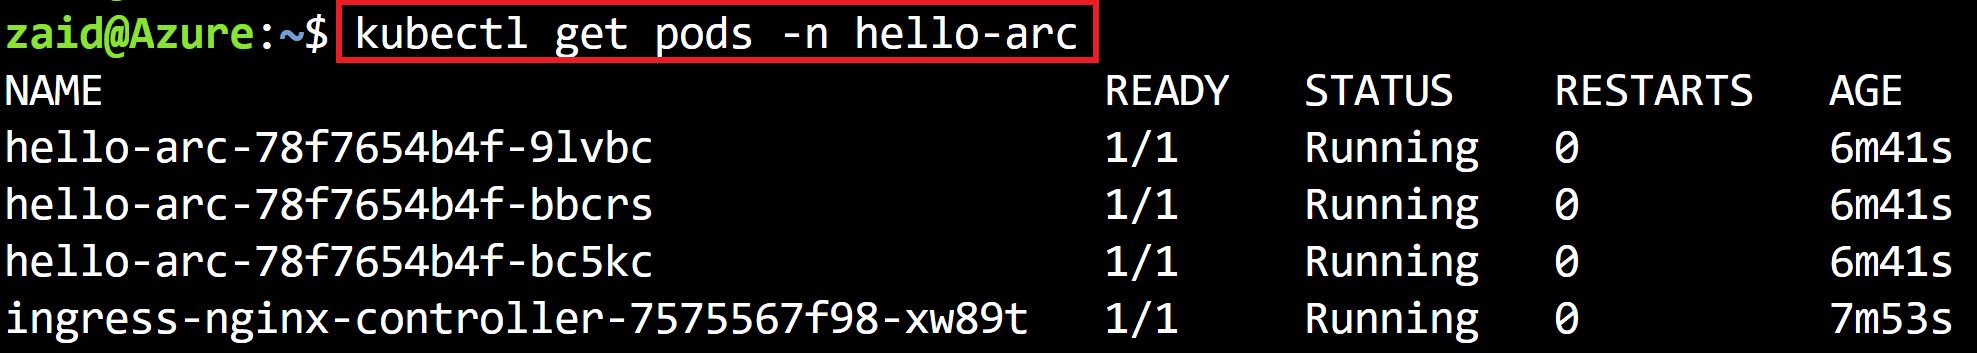 zaid@Azure:~$ kubectl get pods -n hello-arc
NAME READY STATUS RESTARTS AGE
hello-arc-78f7654b4f-9lvbc 1/1 Running 0 6m41s
hello-arc-78f7654b4f-bbcrs 1/1 Running 0 6m41s
hello-arc-78f7654b4f-bc5kc 1/1 Running 0 6m41s
ingress-nginx-controller-7575567f98-xw89t 1/1 Running 0 7m53s